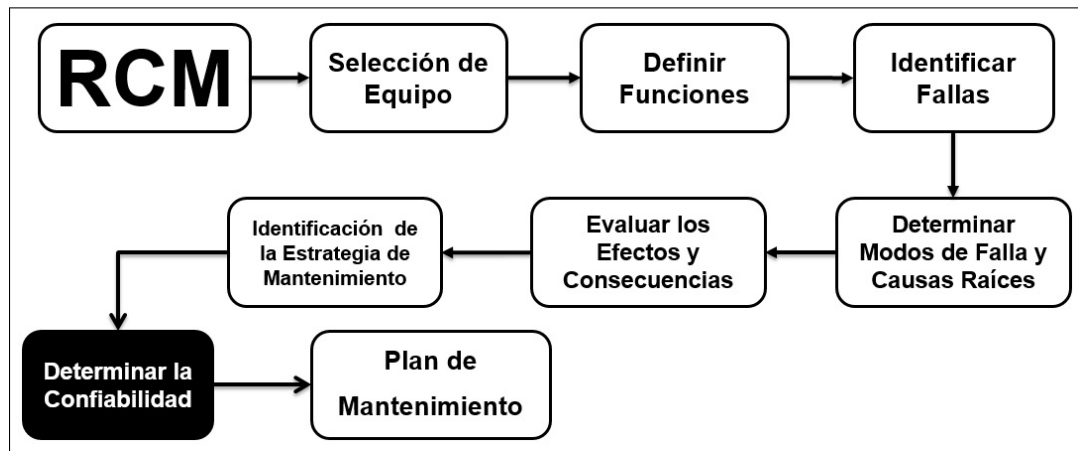 RCM
Selección de
Equipo
Definir
Funciones
Identificar
Fallas
Determinar
Modos de Falla y
Causas Raíces
Evaluar los
Efectos y
Consecuencias
Identificación de
la Estrategia de
Mantenimiento
Determinar la
Confiabilidad
Plan de
Mantenimiento